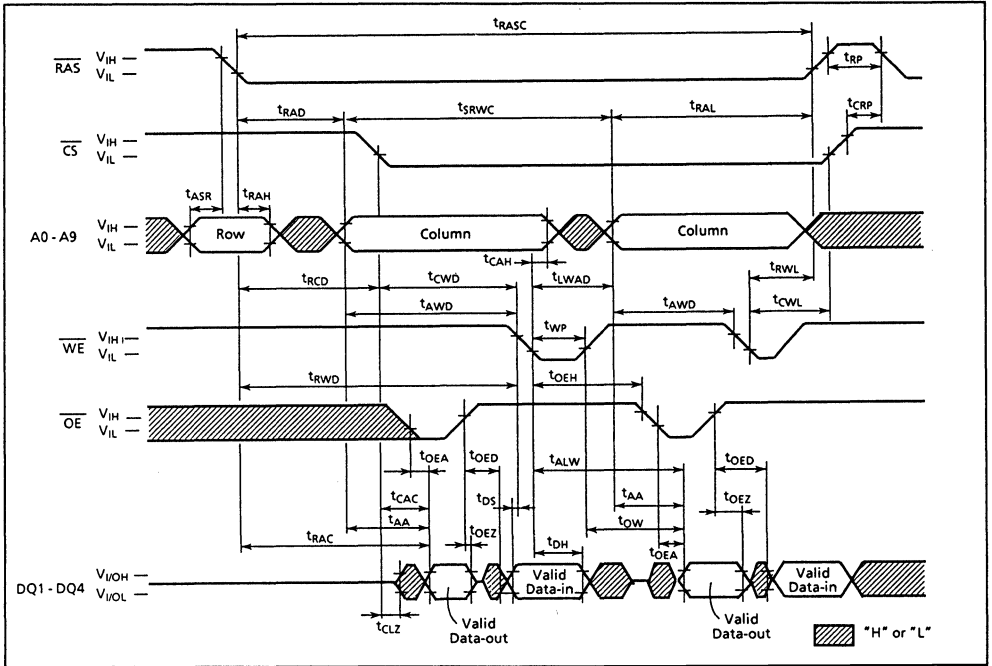 tRASC
RAS VIH
VIL
tRP
tRAD tSRWC tRAL
tCRP
CS VIH
VIL
tASR tRAH
A0 - A9 VIH
VIL
Row Column Column
tCAH
tRWL
tRCD tCWD tLWAD
tCWL
tAWD tAWD
WE VIH
VIL
tWP
tRWD tOEH
OE VIH
VIL
tOEA tOED tALW tOED
tCAC tDS tAA tOEZ
tAA tOEZ tOW
tRAC tDH tOEA
DQ1 - DQ4 VI/OH
VI/OL
Valid
Data-in
Valid
Data-in
tCLZ
Valid
Data-out
Valid
Data-out
"H" or "L"